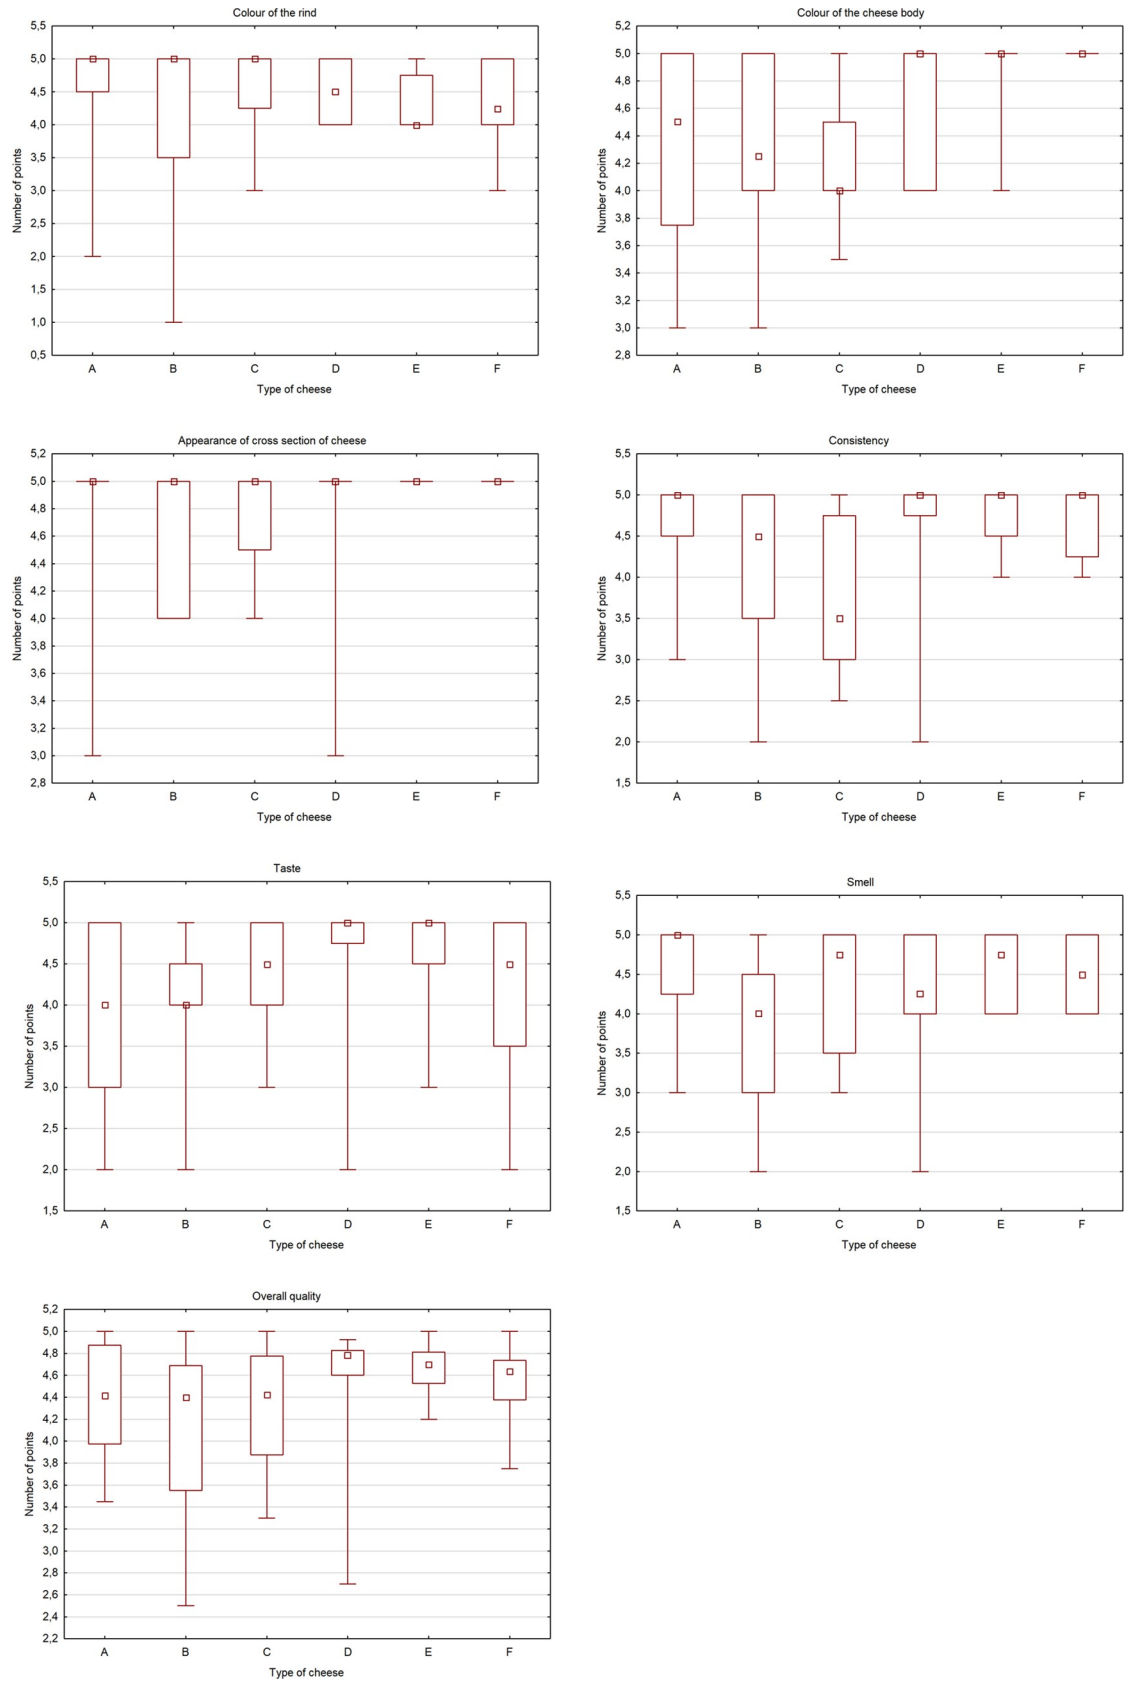 Colour of the rind
5,5
5,0
4,5
4,0
3,5
3,0
2,5
2,0
1,5
1,0
0,5
Number of points
A B C D E F
Type of cheese
Colour of the cheese body
5,2
5,0
4,8
4,6
4,4
4,2
4,0
3,8
3,6
3,4
3,2
3,0
2,8
Number of points
A B C D E F
Type of cheese
Appearance of cross section of cheese
5,2
5,0
4,8
4,6
4,4
4,2
4,0
3,8
3,6
3,4
3,2
3,0
2,8
Number of points
A B C D E F
Type of cheese
Consistency
5,5
5,0
4,5
4,0
3,5
3,0
2,5
2,0
1,5
Number of points
A B C D E F
Type of cheese
Taste
5,5
5,0
4,5
4,0
3,5
3,0
2,5
2,0
1,5
Number of points
A B C D E F
Type of cheese
Smell
5,5
5,0
4,5
4,0
3,5
3,0
2,5
2,0
1,5
Number of points
A B C D E F
Type of cheese
Overall quality
5,2
5,0
4,8
4,6
4,4
4,2
4,0
3,8
3,6
3,4
3,2
3,0
2,8
2,6
2,4
2,2
Number of points
A B C D E F
Type of cheese